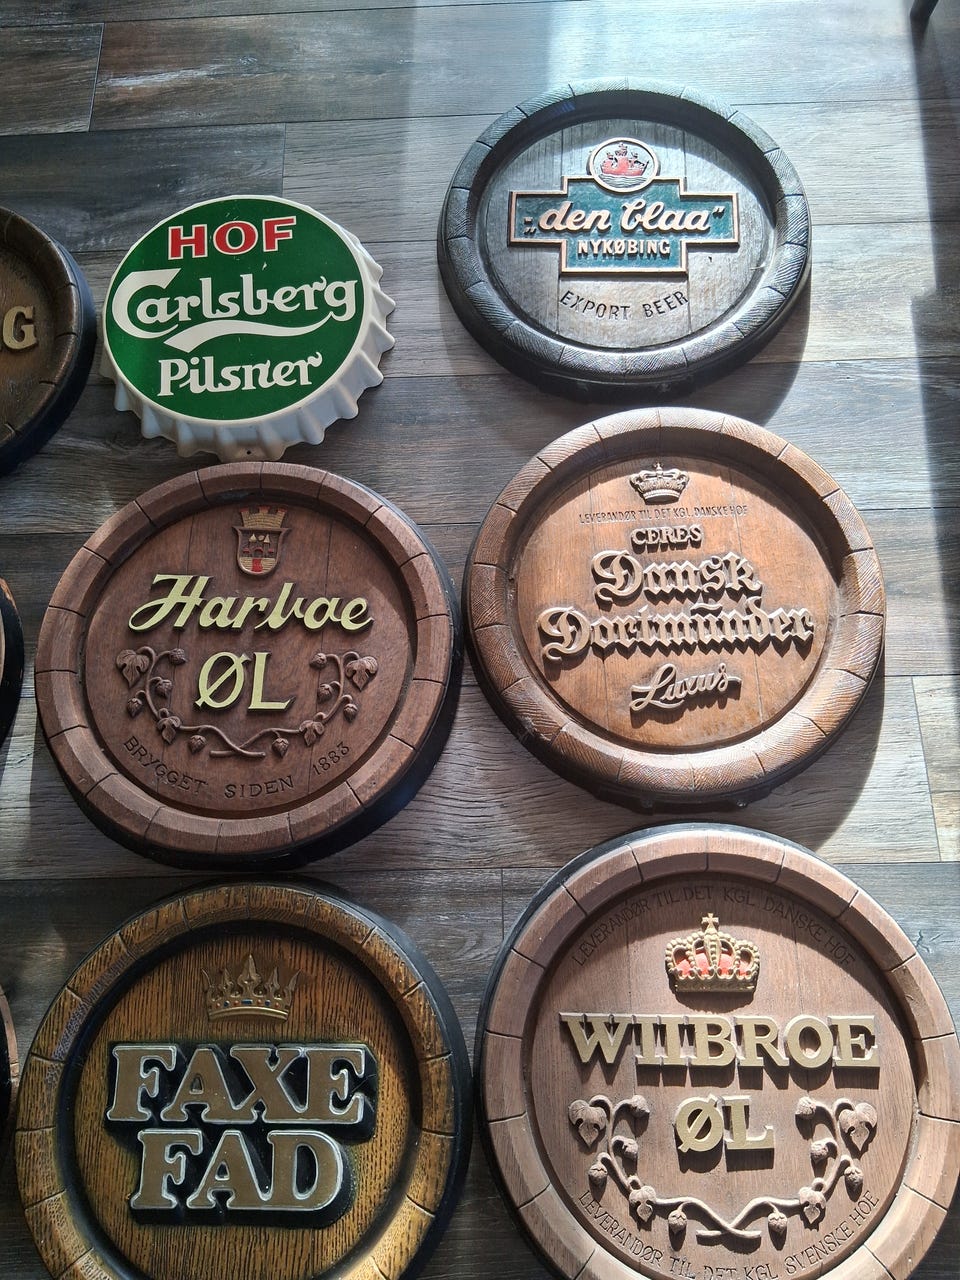 HOF
Carlsberg
Pilsner
„den blaa”
NYKØBING
EXPORT BEER
G
Harboe
ØL
BRYGGET SIDEN 1883
LEVERANDØR TIL DET KGL. DANSKE HOF
CERES
Dansk
Dortmünder
Luxus
FAXE
FAD
LEVERANDØR TIL DET KGL. DANSKE HOF
WIIBROE
ØL
LEVERANDØR TIL DET KGL. SVENSKE HOF